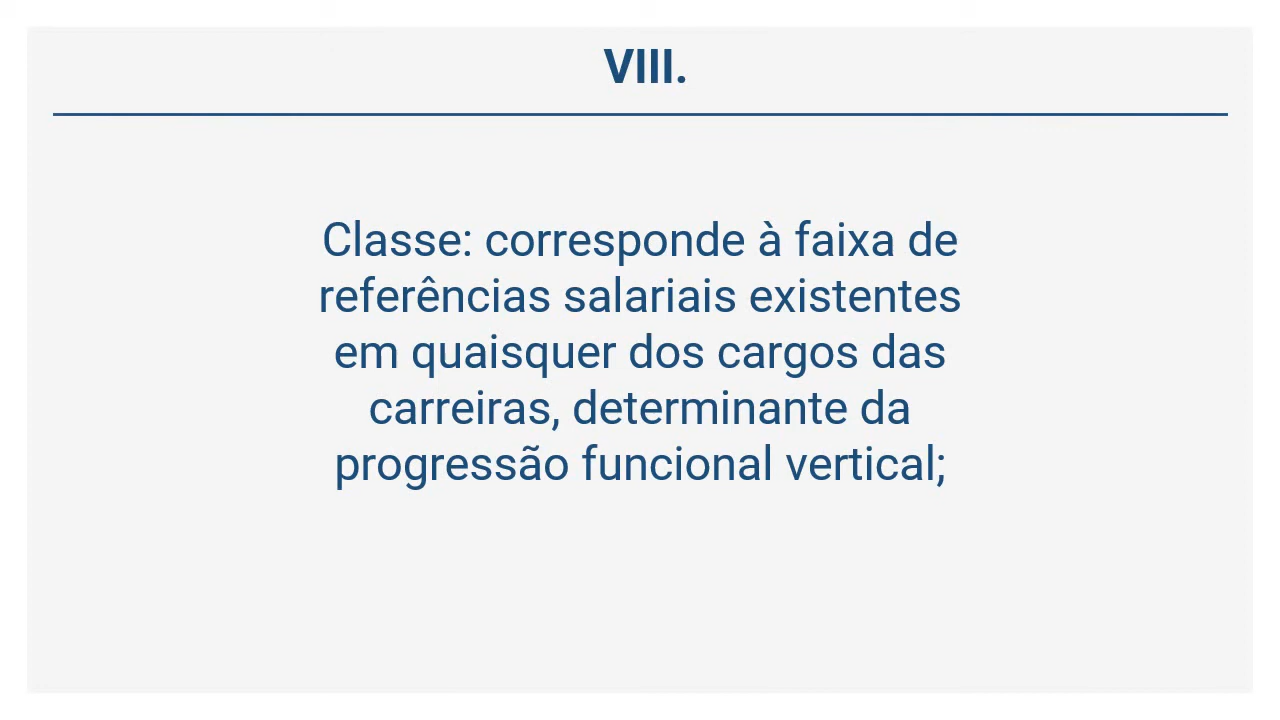 VIII.
Classe: corresponde à faixa de
referências salariais existentes
em quaisquer dos cargos das
carreiras, determinante da
progressão funcional vertical;